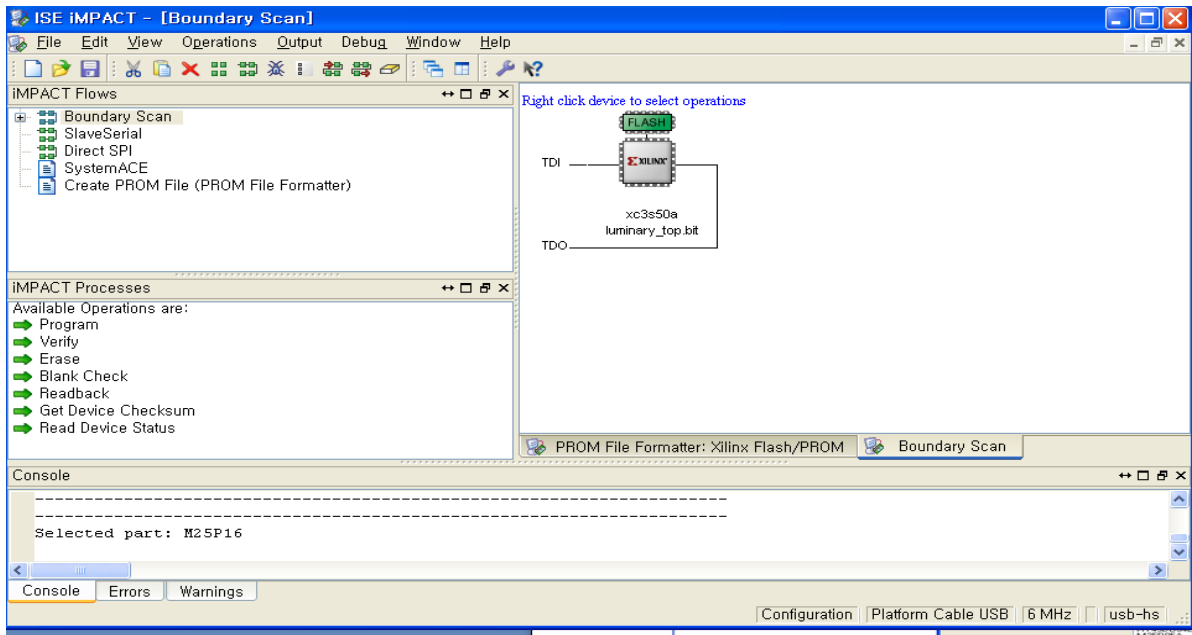 ISE iMPACT - [Boundary Scan]
File Edit View Operations Output Debug Window Help
iMPACT Flows
Boundary Scan
SlaveSerial
Direct SPI
SystemACE
Create PROM File (PROM File Formatter)
iMPACT Processes
Available Operations are:
Program
Verify
Erase
Blank Check
Readback
Get Device Checksum
Read Device Status
Right click device to select operations
FLASH
TDI
XILINX
xc3s50a
luminary_top.bit
TDO
PROM File Formatter: Xilinx Flash/PROM
Boundary Scan
Console
----------------------------------------------------------------------
----------------------------------------------------------------------
Selected part: M25P16
Console Errors Warnings
Configuration Platform Cable USB 6 MHz usb-hs